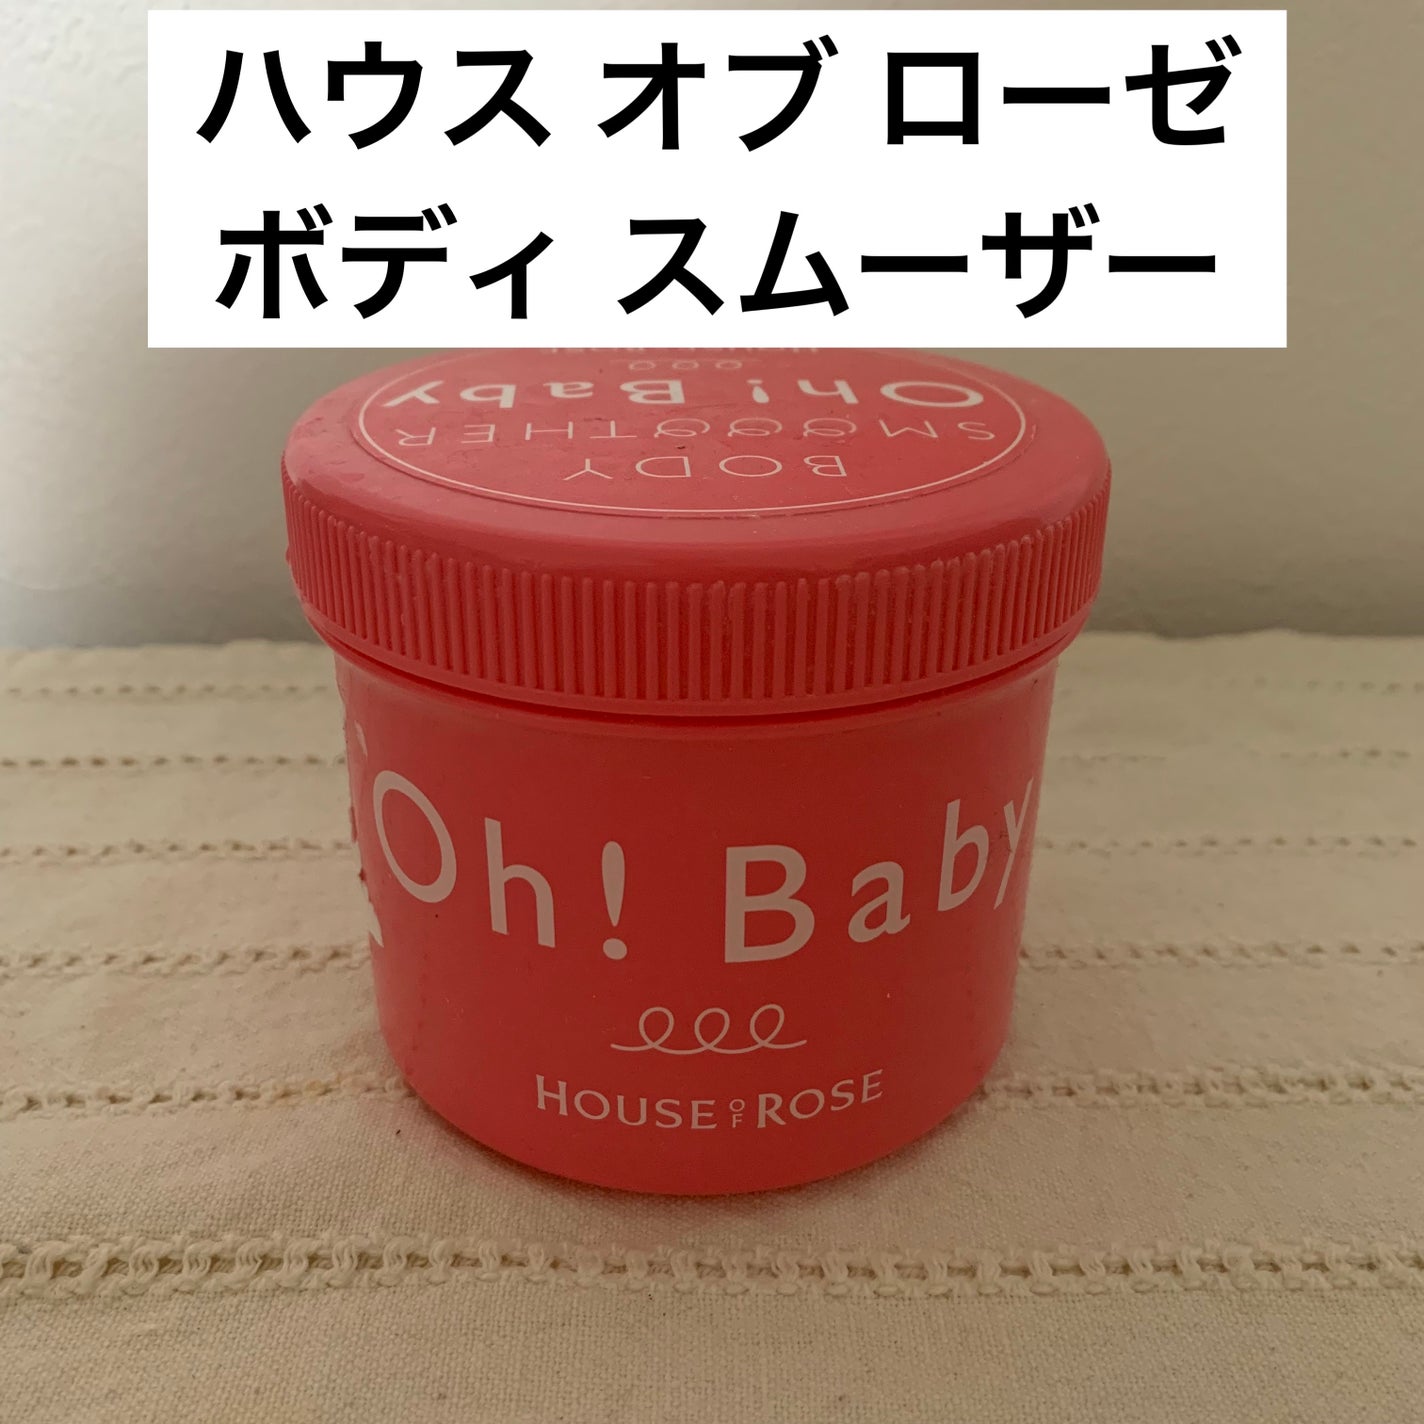 ハウス オブ ローゼ
ボディ スムーザー
Oh! Baby
SMOOOTHER
BODY
Oh! Baby
HOUSE OF ROSE